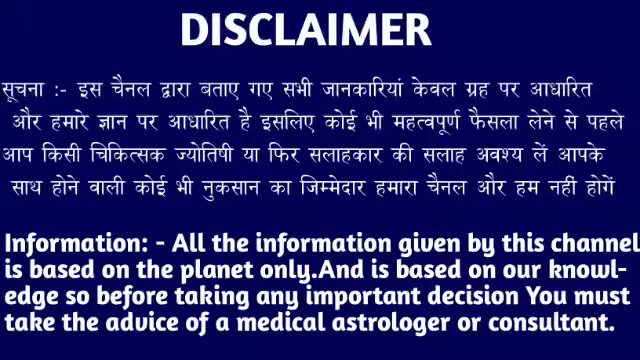 DISCLAIMER
सूचना :- इस चैनल द्वारा बताए गए सभी जानकारियां केवल ग्रह पर आधारित
और हमारे ज्ञान पर आधारित है इसलिए कोई भी महत्वपूर्ण फैसला लेने से पहले
आप किसी चिकित्सक ज्योतिषी या फिर सलाहकार की सलाह अवश्य लें आपके
साथ होने वाली कोई भी नुकसान का जिम्मेदार हमारा चैनल और हम नहीं होगें
Information: - All the information given by this channel
is based on the planet only.And is based on our knowl-
edge so before taking any important decision You must
take the advice of a medical astrologer or consultant.